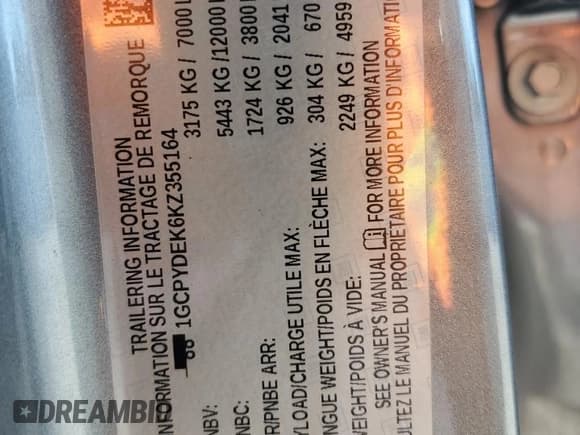 TRAILERING INFORMATION
INFORMATION SUR LE TRACTAGE DE REMORQUE
1GCPYDEK6KZ355164
3175 KG / 7000
NBV: 5443 KG /12000
NBC: 1724 KG / 3800
R/PNBE ARR: 926 KG / 2041
YLOAD/CHARGE UTILE MAX: 304 KG / 670
NGUE WEIGHT/POIDS EN FLÈCHE MAX: 2249 KG / 4959
WEIGHT/POIDS À VIDE:
SEE OWNER'S MANUAL FOR MORE INFORMATION
ULTEZ LE MANUEL DU PROPRIÉTAIRE POUR PLUS D'INFORMATION
DREAMBID